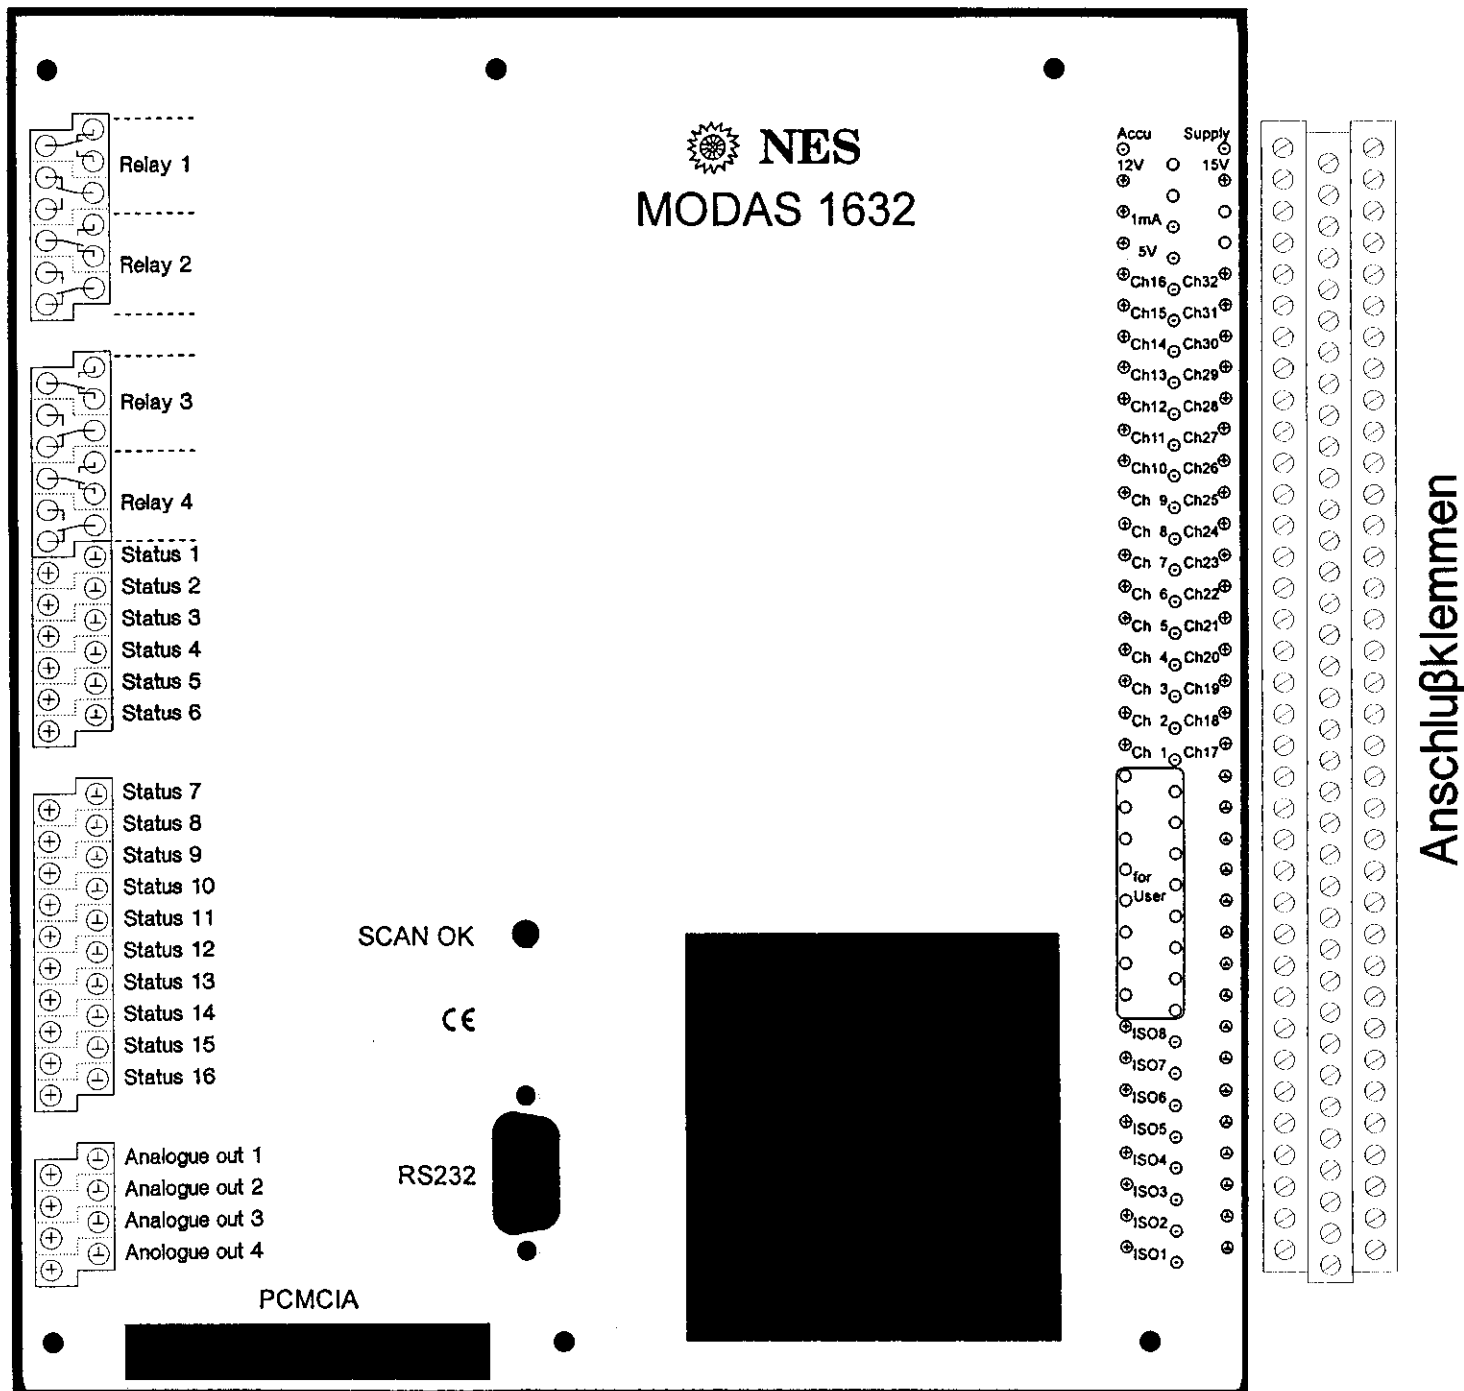 NES
MODAS 1632
Relay 1
Relay 2
Relay 3
Relay 4
Status 1
Status 2
Status 3
Status 4
Status 5
Status 6
Status 7
Status 8
Status 9
Status 10
Status 11
Status 12
Status 13
Status 14
Status 15
Status 16
Analogue out 1
Analogue out 2
Analogue out 3
Anologue out 4
SCAN OK
CE
RS232
PCMCIA
Accu Supply
12V 15V
1mA
5V
Ch16 Ch32
Ch15 Ch31
Ch14 Ch30
Ch13 Ch29
Ch12 Ch28
Ch11 Ch27
Ch10 Ch26
Ch 9 Ch25
Ch 8 Ch24
Ch 7 Ch23
Ch 6 Ch22
Ch 5 Ch21
Ch 4 Ch20
Ch 3 Ch19
Ch 2 Ch18
Ch 1 Ch17
for
User
ISO8
ISO7
ISO6
ISO5
ISO4
ISO3
ISO2
ISO1
Anschlußklemmen